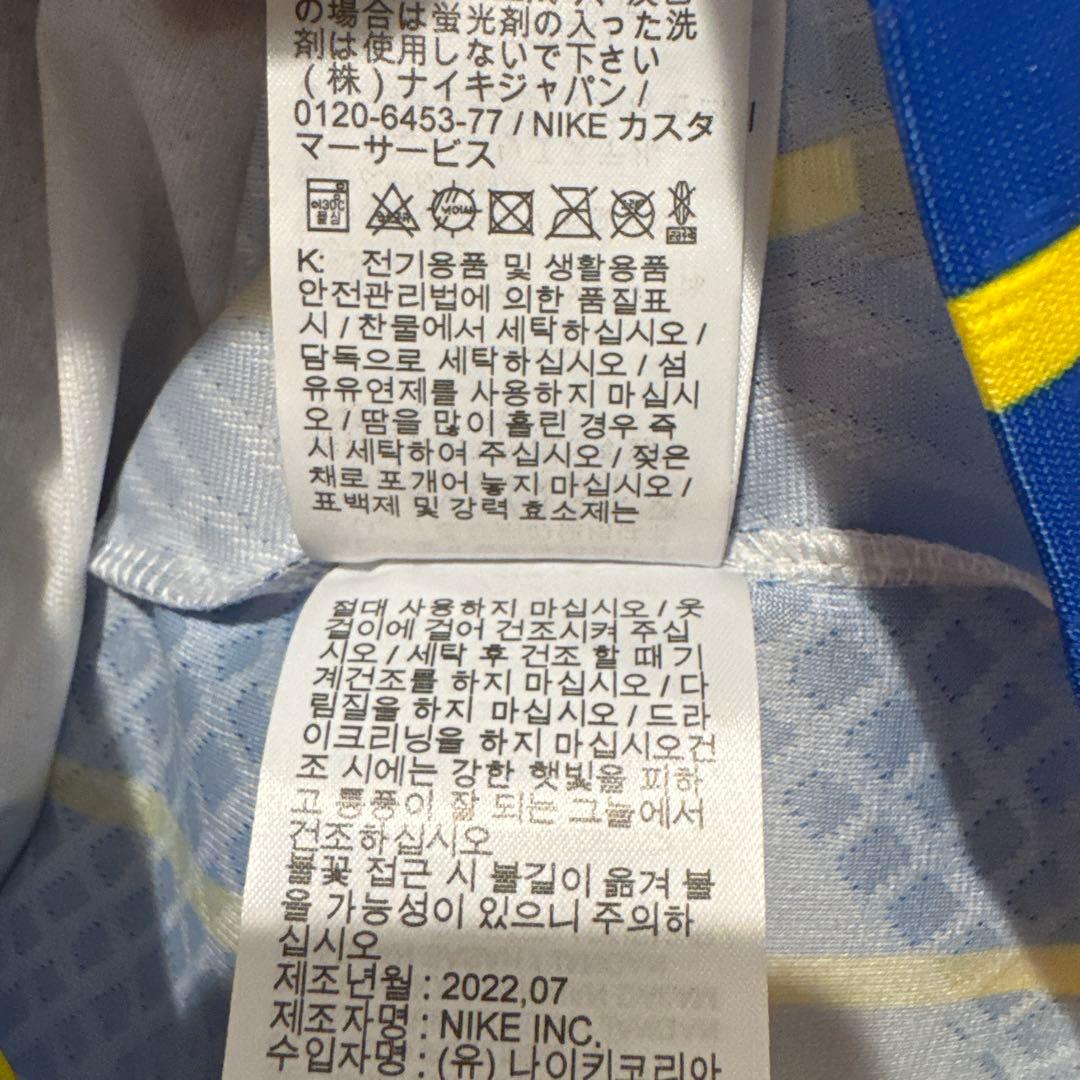 の場合は蛍光剤の入った洗
剤は使用しないで下さい
(株)ナイキジャパン/
0120-6453-77 / NIKE カスタ
マーサービス
K: 전기용품 및 생활용품
안전관리법에 의한 품질표
시 / 찬물에서 세탁하십시오 /
담독으로 세탁하십시오 / 섬
유유연제를 사용하지 마십시
오 / 땀을 많이 흘린 경우 즉
시 세탁하여 주십시오 / 젖은
채로 포개어 놓지 마십시오 /
표백제 및 강력 효소제는
절대 사용하지 마십시오 / 옷
걸이에 걸어 건조시켜 주십
시오 / 세탁 후 건조 할 때 기
계건조를 하지 마십시오 / 다
림질을 하지 마십시오 / 드라
이크리닝을 하지 마십시오건
조 시에는 강한 햇빛을 피하
고 통풍이 잘 되는 그늘에서
건조하십시오
불꽃 접근 시 불길이 옮겨 붙
을 가능성이 있으니 주의하
십시오
제조년월 : 2022,07
제조자명 : NIKE INC.
수입자명 : (유) 나이키코리아